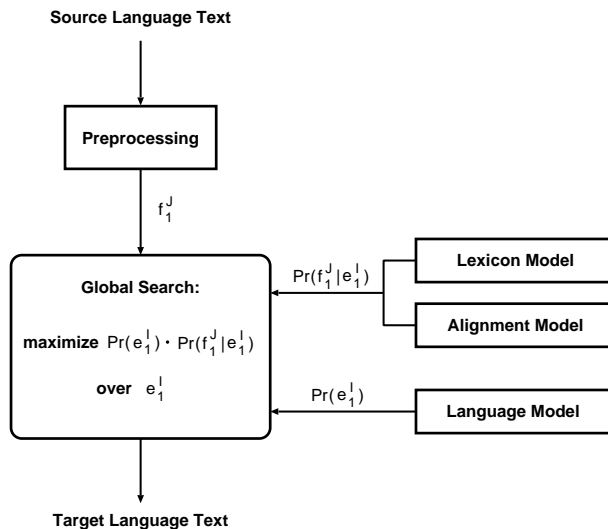 Source Language Text
Preprocessing
f_1^J
Global Search:
maximize Pr(e_1^I) · Pr(f_1^J | e_1^I)
over e_1^I
Pr(f_1^J | e_1^I)
Lexicon Model
Alignment Model
Pr(e_1^I)
Language Model
Target Language Text